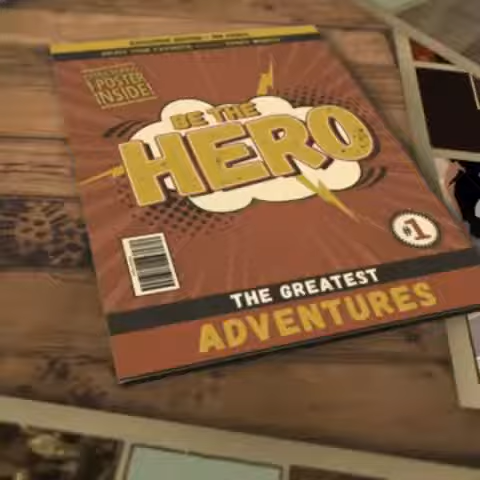 POSTER
INSIDE!
BE THE
HERO
#1
THE GREATEST
ADVENTURES